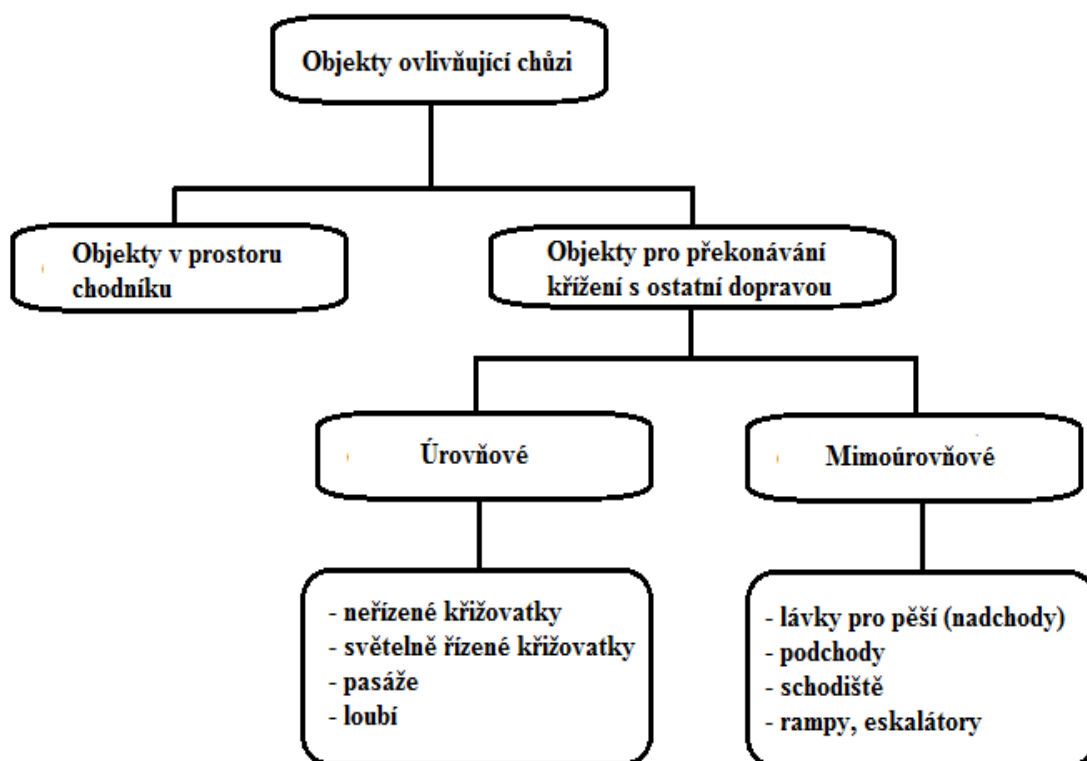 Objekty ovlivňující chůzi
Objekty v prostoru
chodníku
Objekty pro překonávání
křížení s ostatní dopravou
Úrovňové
Mimoúrovňové
- neřízené křižovatky
- světelně řízené křižovatky
- pasáže
- loubí
- lávky pro pěší (nadchody)
- podchody
- schodiště
- rampy, eskalátory